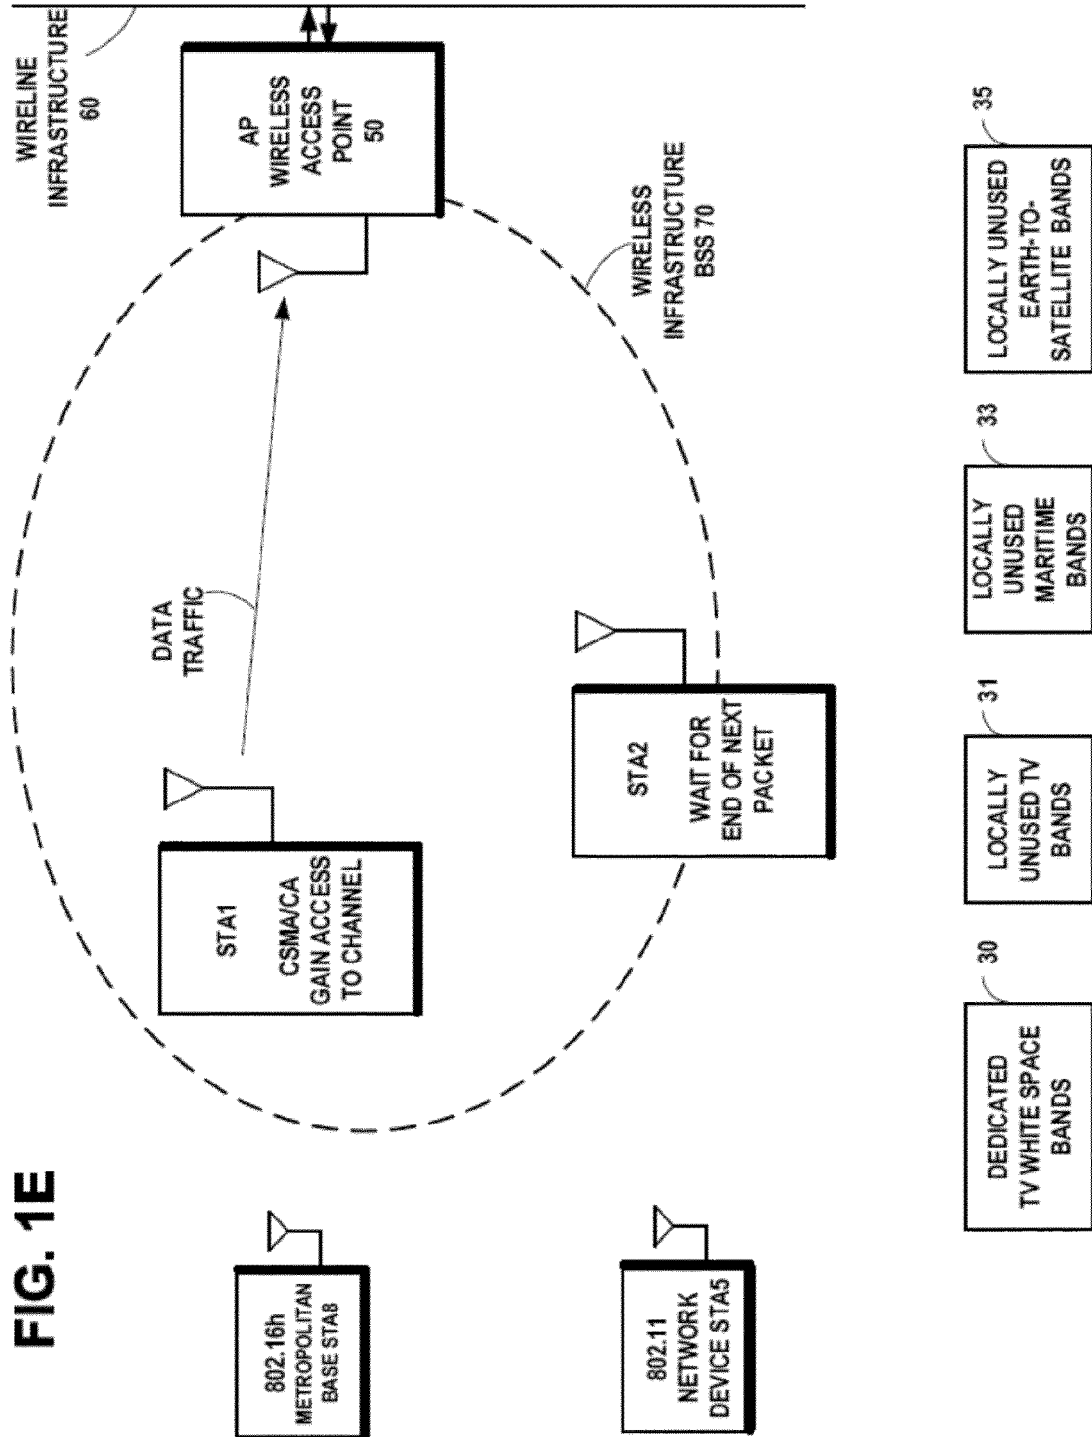 FIG. 1E
802.16h
METROPOLITAN
BASE STA8
802.11
NETWORK
DEVICE STA5
STA1
CSMA/CA
GAIN ACCESS
TO CHANNEL
DATA
TRAFFIC
STA2
WAIT FOR
END OF NEXT
PACKET
WIRELINE
INFRASTRUCTURE
60
AP
WIRELESS
ACCESS
POINT
50
WIRELESS
INFRASTRUCTURE
BSS 70
DEDICATED
TV WHITE SPACE
BANDS
30
LOCALLY
UNUSED TV
BANDS
31
LOCALLY
UNUSED
MARITIME
BANDS
33
LOCALLY UNUSED
EARTH-TO-
SATELLITE BANDS
35